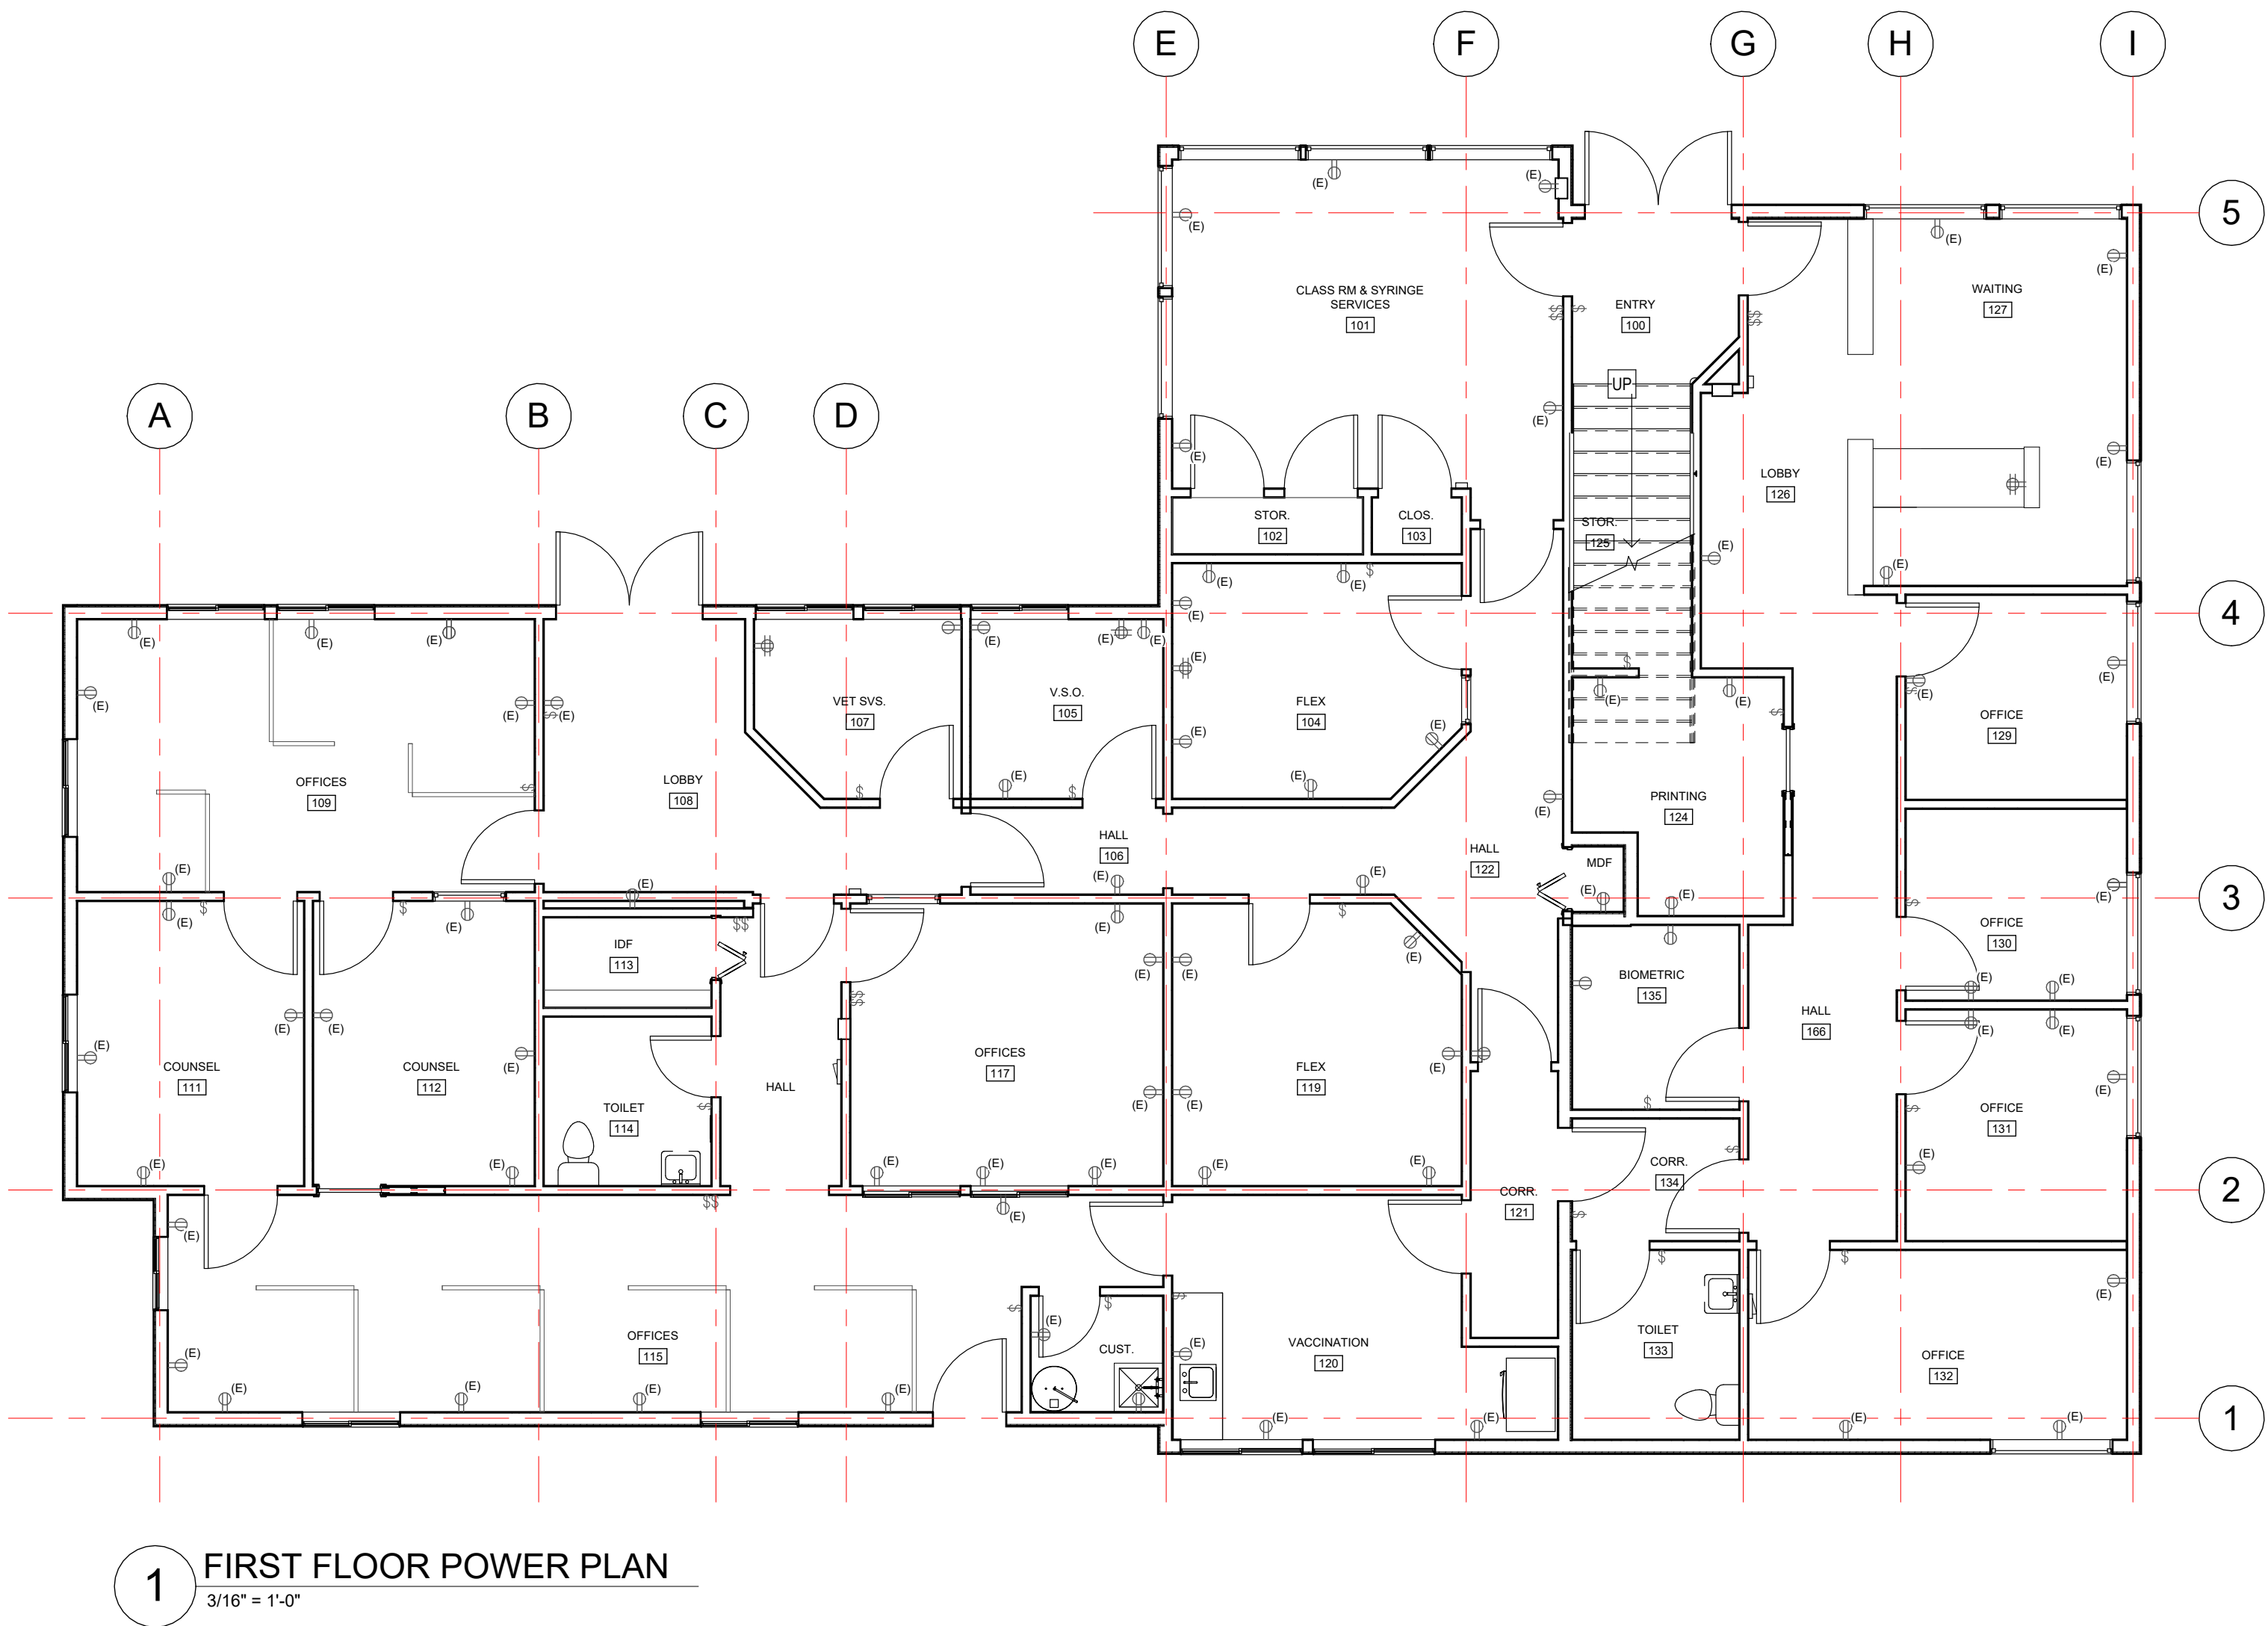 E F G H I
5
(E) (E)
(E) (E)
(E) (E)
CLASS RM & SYRINGE
SERVICES
101
ENTRY
100
WAITING
127
$ $ $ $ $
UP
A B C D
(E)
(E) (E)
LOBBY
126
STOR.
102
CLOS.
103
STOR.
125
(E)
(E) (E) $ (E)
(E)
4
(E) (E) (E) (E) (E) (E)
(E) $ (E) (E)
(E) (E) $ (E) (E) (E) $ (E)
V.S.O.
105
VET SVS.
107
FLEX
104
OFFICE
129
$
(E) (E)
OFFICES
109
LOBBY
108
$ $ $ (E) (E)
PRINTING
124
(E)
HALL
106
HALL
122
MDF
(E) (E) (E) (E) (E) (E) (E)
3
(E) $ $ (E) $ $ (E) $ $
OFFICE
130
IDF
113
(E) (E) (E)
BIOMETRIC
135
(E) (E)
$ $
HALL
166
(E) (E) (E)
OFFICES
117
COUNSEL
111
COUNSEL
112
HALL
FLEX
119
(E) (E) (E)
TOILET
114
$ (E) (E) $ $ (E)
OFFICE
131
$
CORR.
134
(E) (E) (E) (E) (E) (E) (E) (E)
2
CORR.
121
$ $ (E) $
(E)
$ $
(E)
$ $ $
(E)
OFFICES
115
CUST.
VACCINATION
120
TOILET
133
OFFICE
132
(E) (E)
(E) (E) (E) (E)
(E) (E) (E) (E)
1
1 FIRST FLOOR POWER PLAN
3/16" = 1'-0"